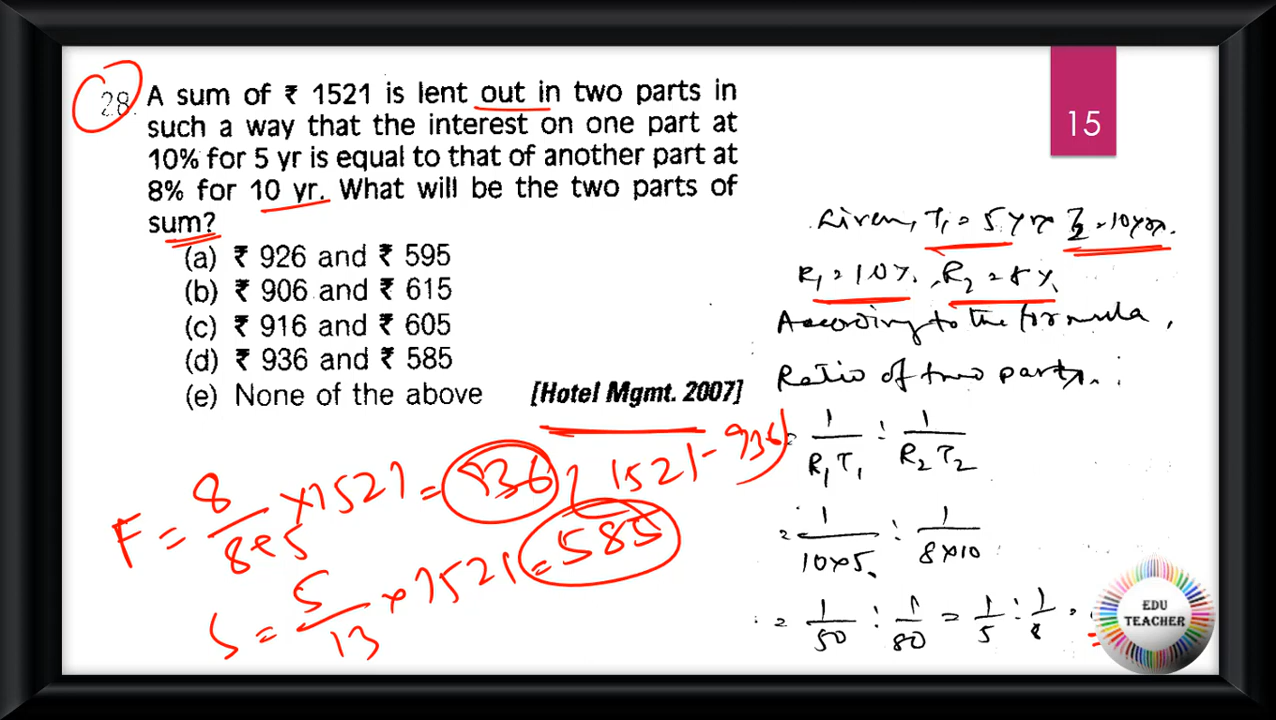 28. A sum of ₹ 1521 is lent out in two parts in
such a way that the interest on one part at
10% for 5 yr is equal to that of another part at
8% for 10 yr. What will be the two parts of
sum?
(a) ₹ 926 and ₹ 595
(b) ₹ 906 and ₹ 615
(c) ₹ 916 and ₹ 605
(d) ₹ 936 and ₹ 585
(e) None of the above [Hotel Mgmt. 2007]
F = 8/8+5 × 1521 = 936, 1521 - 936
S = 5/13 × 1521 = 585
15
Given, T₁ = 5 yrs T₂ = 10 yrs.
R₁ = 10%, R₂ = 8%
According to the formula,
Ratio of two parts :
= 1/R₁T₁ : 1/R₂T₂
= 1/10×5 : 1/8×10
= 1/50 : 1/80 = 1/5 : 1/8 =
EDU
TEACHER